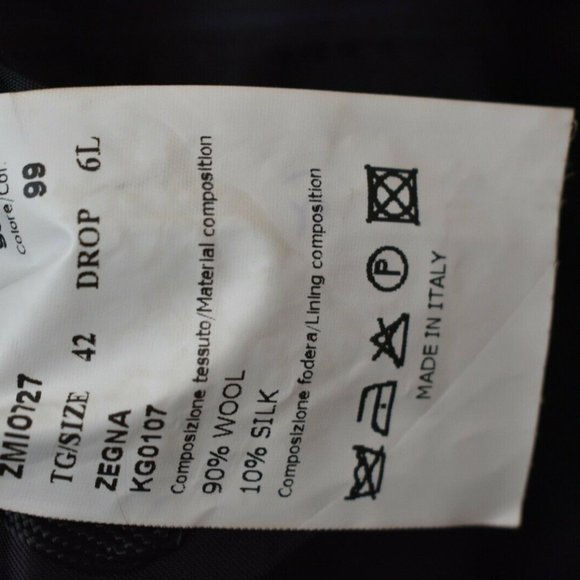 Colore/Col.
99
ZMI0727
TG/SIZE 42 DROP 6L
ZEGNA
KG0107
Composizione tessuto/Material composition
90% WOOL
10% SILK
Composizione fodera/Lining composition
P
MADE IN ITALY